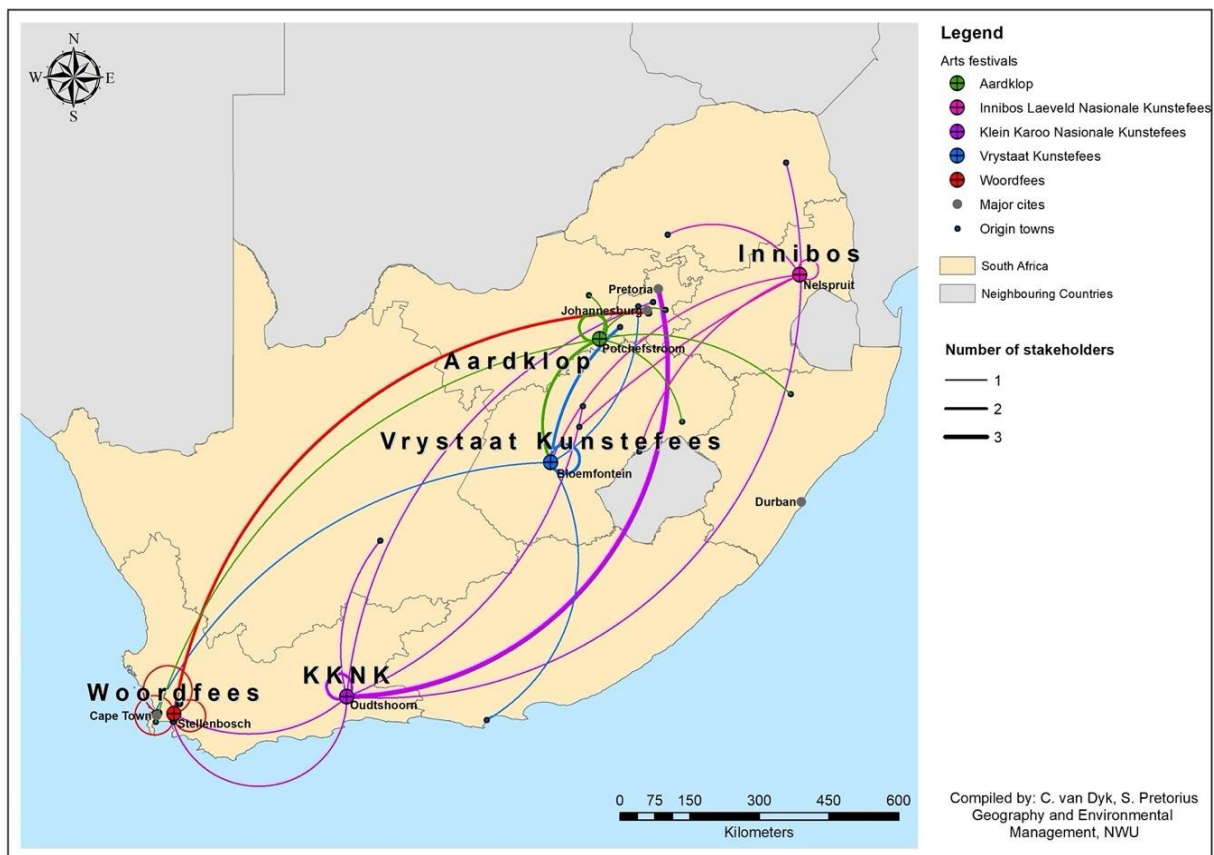 N
W E
S
Innibos
Nelspruit
Pretoria
Johannesburg
Potchefstroom
Aardklop
Vrystaat Kunstefees
Bloemfontein
Durban
KKNK
Oudtshoorn
Woordfees
Cape Town
Stellenbosch
0 75 150 300 450 600
Kilometers
Legend
Arts festivals
Aardklop
Innibos Laeveld Nasionale Kunstefees
Klein Karoo Nasionale Kunstefees
Vrystaat Kunstefees
Woordfees
Major cites
Origin towns
South Africa
Neighbouring Countries
Number of stakeholders
1
2
3
Compiled by: C. van Dyk, S. Pretorius
Geography and Environmental
Management, NWU